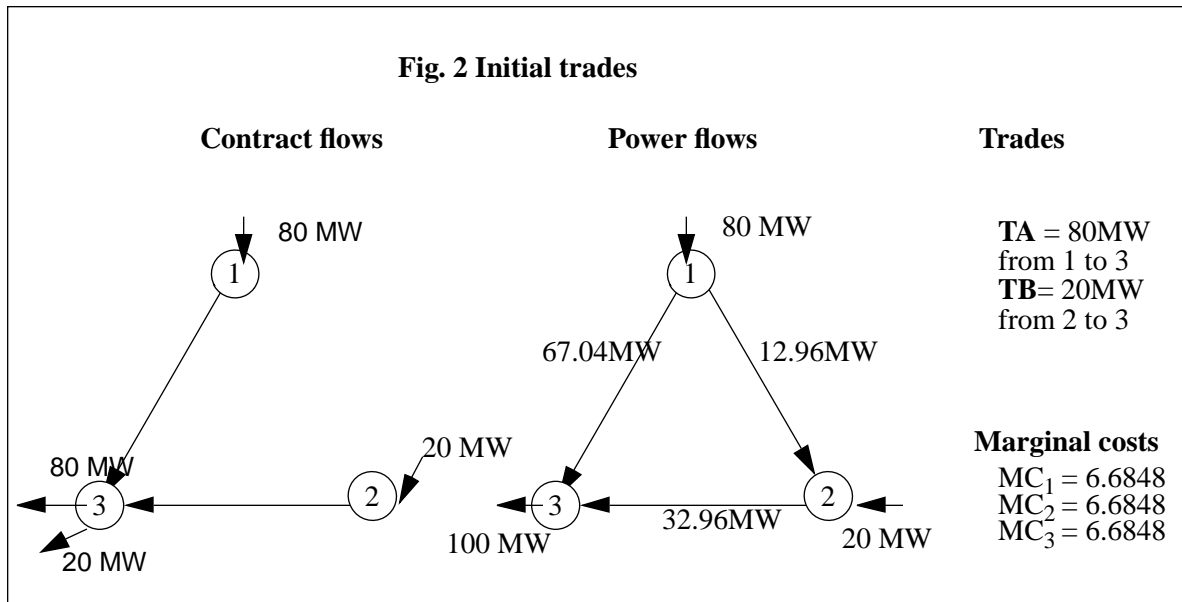 Fig. 2 Initial trades
Contract flows
Power flows
Trades
80 MW
1
80 MW
3
20 MW
20 MW
2
80 MW
1
67.04MW
12.96MW
3
100 MW
32.96MW
2
20 MW
TA = 80MW
from 1 to 3
TB= 20MW
from 2 to 3
Marginal costs
MC1 = 6.6848
MC2 = 6.6848
MC3 = 6.6848